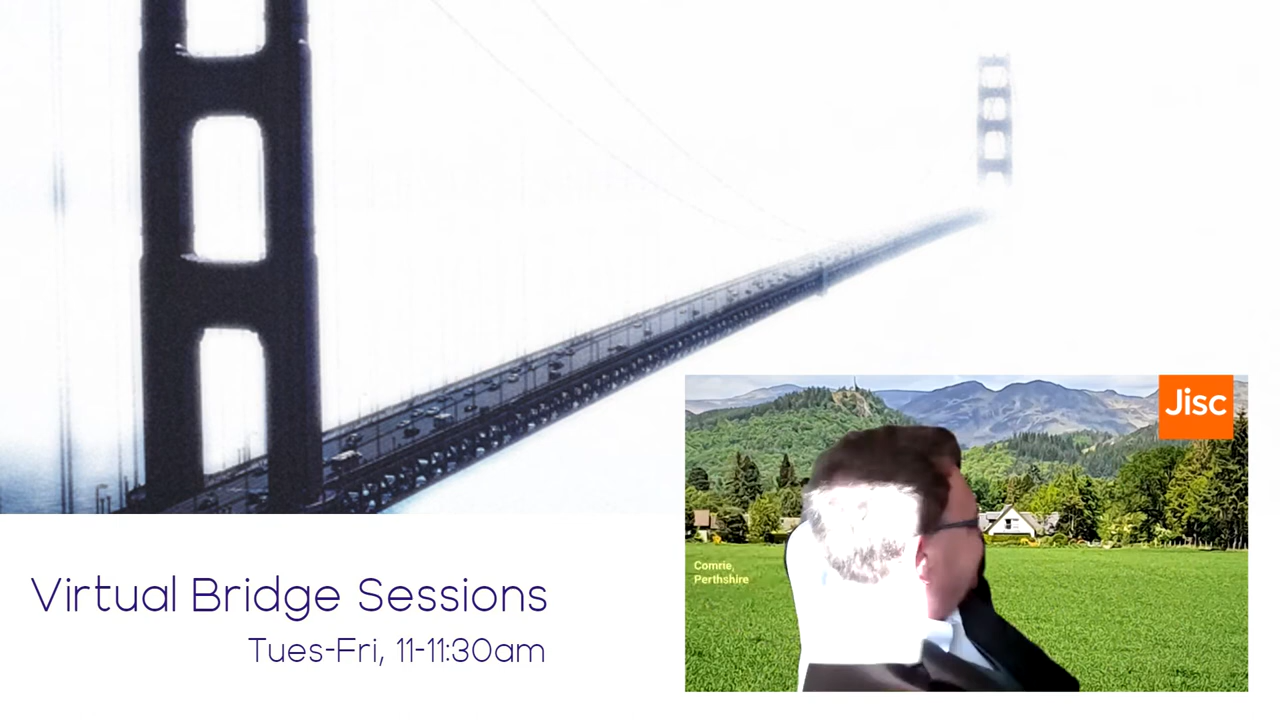 Jisc
Comrie,
Perthshire
Virtual Bridge Sessions
Tues-Fri, 11-11:30am